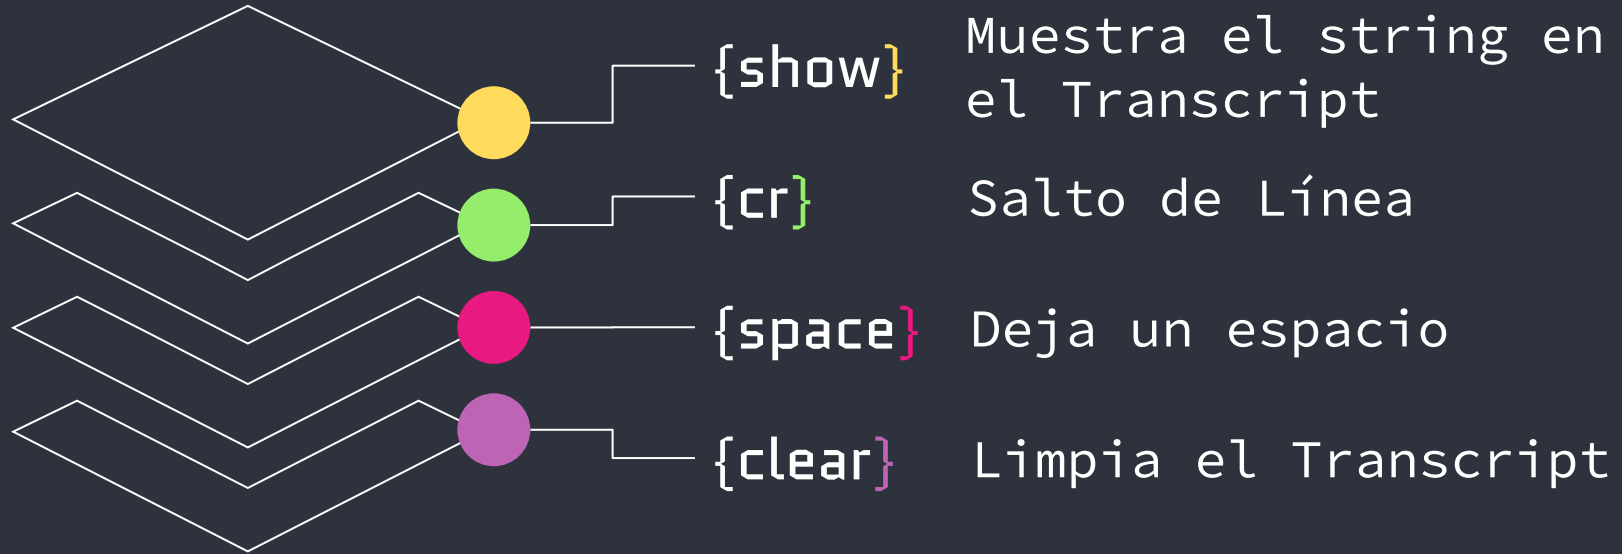 {show} Muestra el string en
el Transcript
{cr} Salto de Línea
{space} Deja un espacio
{clear} Limpia el Transcript